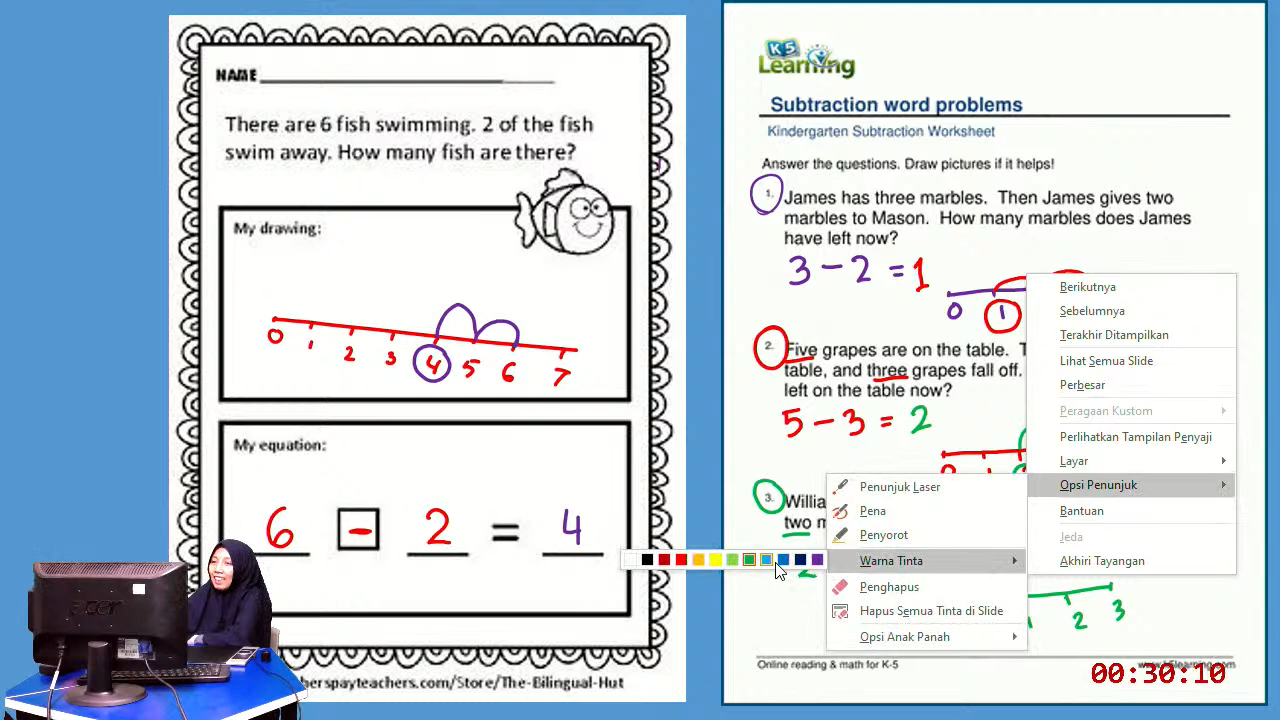 NAME
There are 6 fish swimming. 2 of the fish
swim away. How many fish are there?
My drawing:
0 1 2 3 4 5 6 7
My equation:
6 - 2 = 4
berspayteachers.com/Store/The-Bilingual-Hut
acer
K5
Learning
Subtraction word problems
Kindergarten Subtraction Worksheet
Answer the questions. Draw pictures if it helps!
1. James has three marbles. Then James gives two
marbles to Mason. How many marbles does James
have left now?
3 - 2 = 1
0 1
2. Five grapes are on the table.
table, and three grapes fall off.
left on the table now?
5 - 3 = 2
3. Willia
two
2 3
Online reading & math for K-5
00:30:10
Berikutnya
Sebelumnya
Terakhir Ditampilkan
Lihat Semua Slide
Perbesar
Peragaan Kustom
Perlihatkan Tampilan Penyaji
Layar
Opsi Penunjuk
Bantuan
Jeda
Akhiri Tayangan
Penunjuk Laser
Pena
Penyorot
Warna Tinta
Penghapus
Hapus Semua Tinta di Slide
Opsi Anak Panah